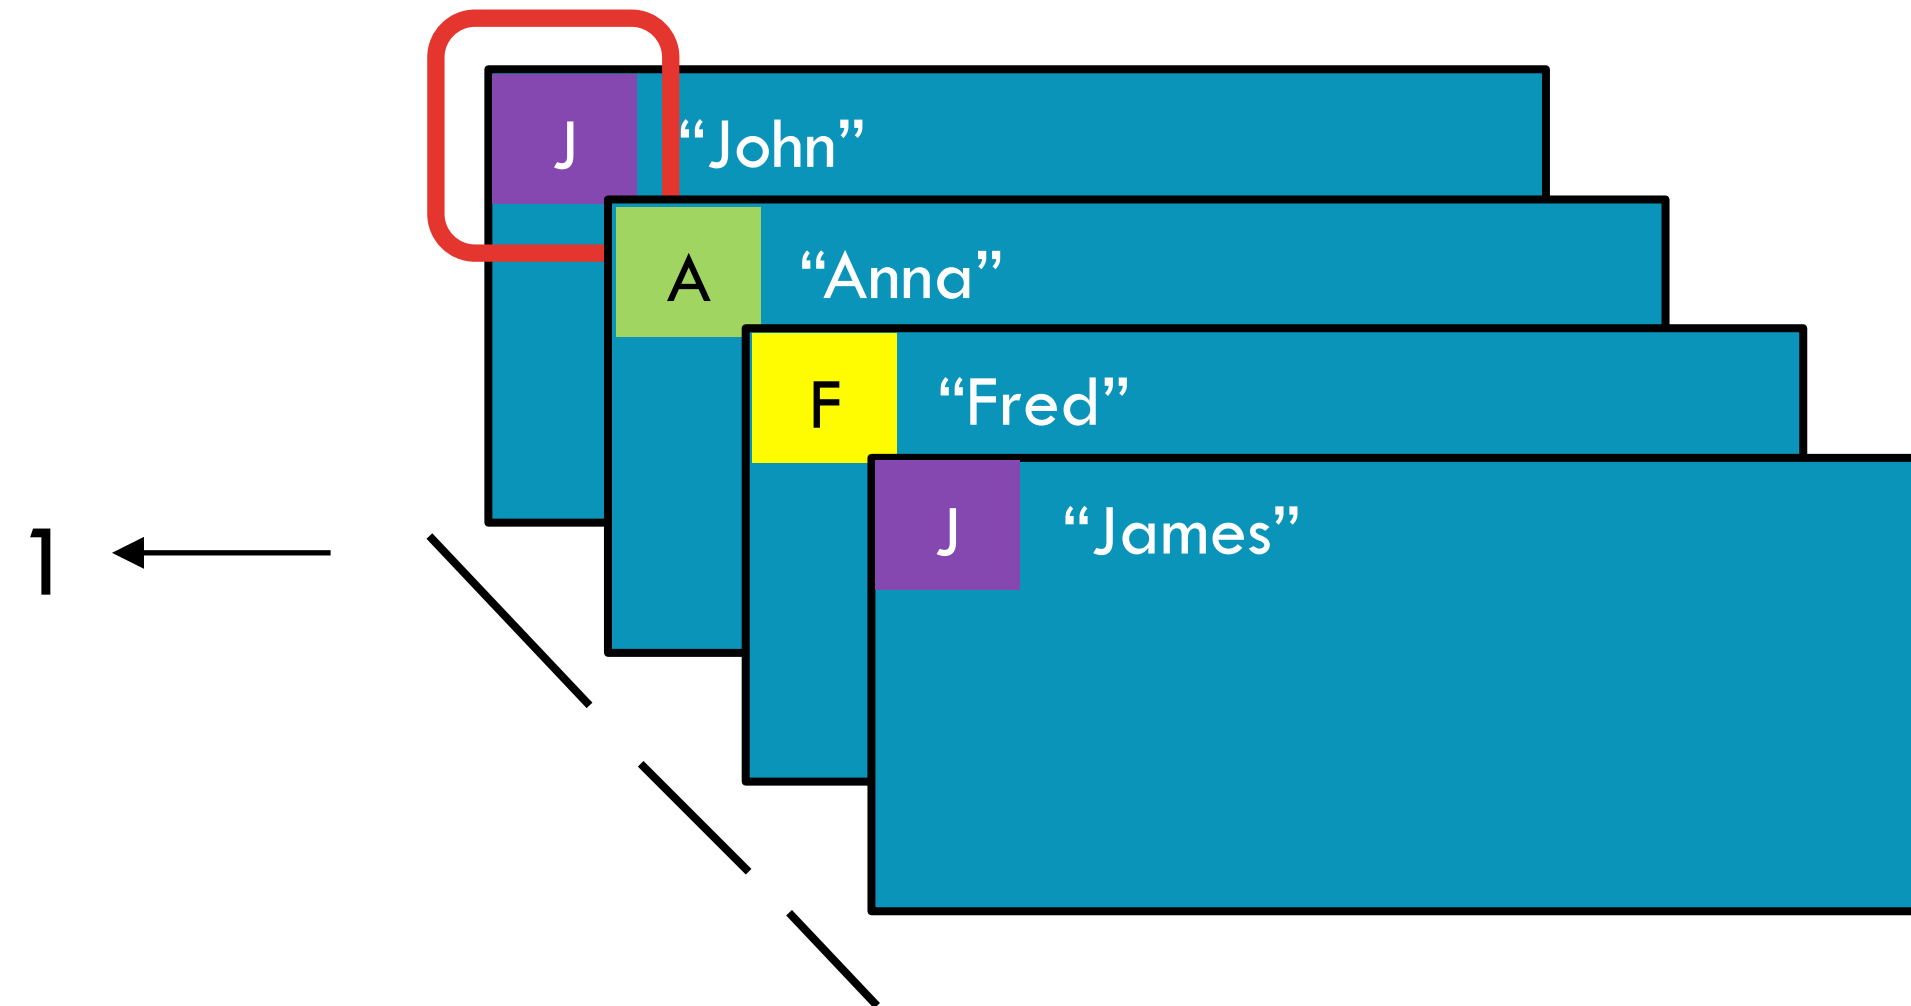 J “John”
A “Anna”
F “Fred”
J “James”
1